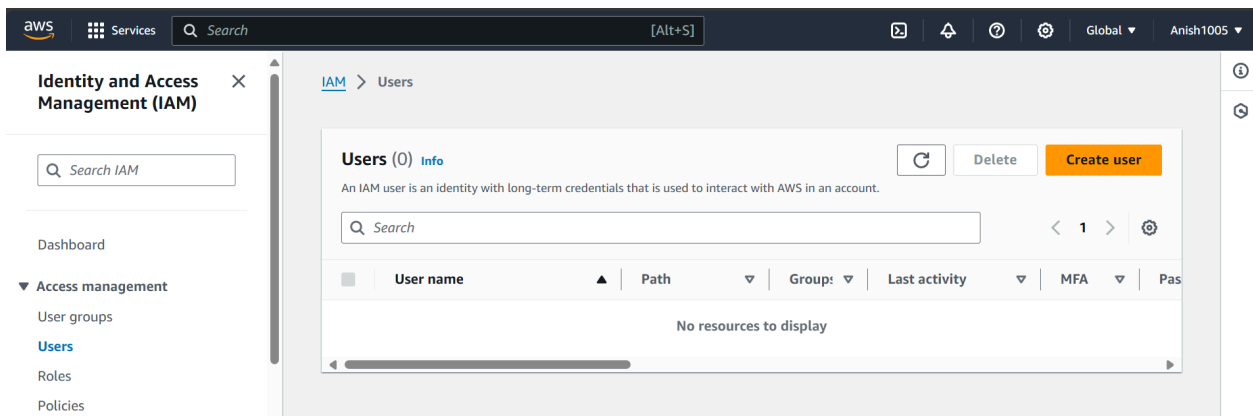 aws Services Search [Alt+S] Global Anish1005
Identity and Access
Management (IAM)
Search IAM
Dashboard
Access management
User groups
Users
Roles
Policies
IAM > Users
Users (0) Info
Delete
Create user
An IAM user is an identity with long-term credentials that is used to interact with AWS in an account.
Search
1
User name Path Groups Last activity MFA Pas
No resources to display